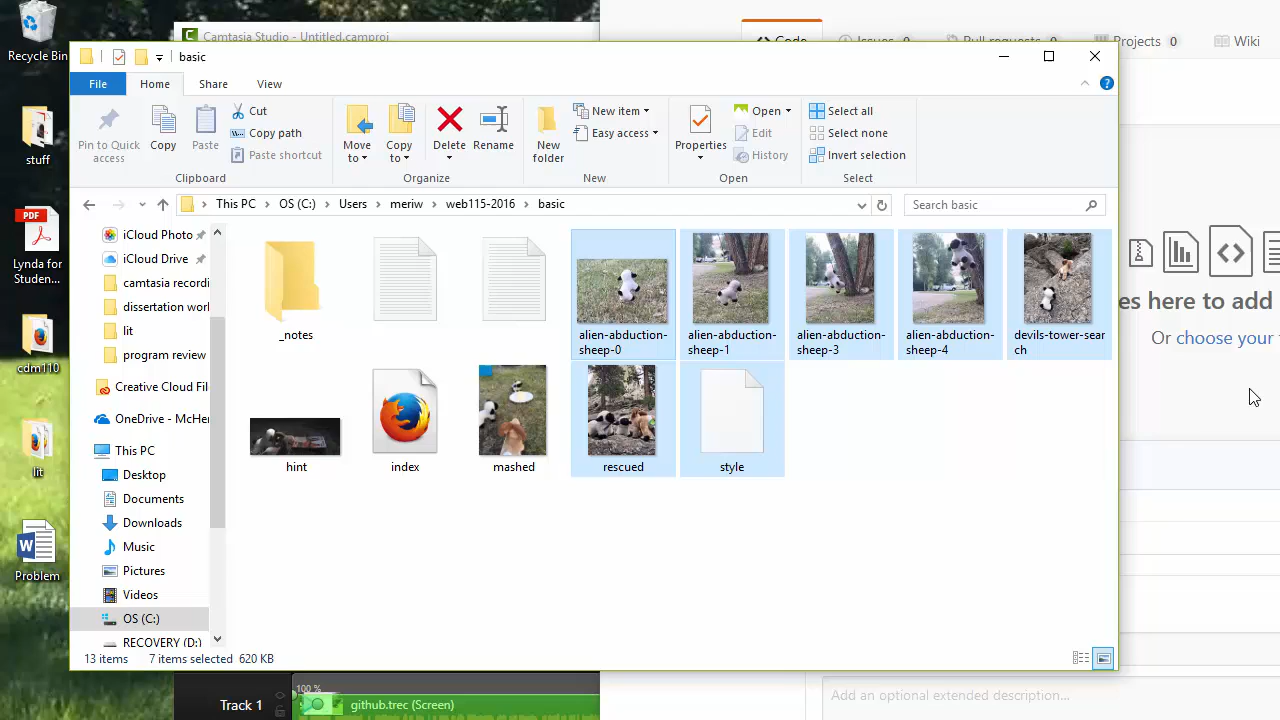 Recycle Bin
stuff
PDF
Lynda for
Studen...
cdm110
lit
Problem
Camtasia Studio - Untitled.camproj
Code
Issues 0
Pull requests 0
Projects 0
Wiki
basic
File
Home
Share
View
Pin to Quick
access
Copy
Paste
Cut
Copy path
Paste shortcut
Clipboard
Move
to
Copy
to
Delete
Rename
Organize
New
folder
New item
Easy access
New
Properties
Open
Edit
History
Open
Select all
Select none
Invert selection
Select
This PC
OS (C:)
Users
meriw
web115-2016
basic
Search basic
iCloud Photo
iCloud Drive
camtasia recordi
dissertation worl
lit
program review
Creative Cloud Fil
OneDrive - McHe
This PC
Desktop
Documents
Downloads
Music
Pictures
Videos
OS (C:)
RECOVERY (D:)
_notes
alien-abduction-
sheep-0
alien-abduction-
sheep-1
alien-abduction-
sheep-3
alien-abduction-
sheep-4
devils-tower-sear
ch
hint
index
mashed
rescued
style
es here to add
Or choose your
13 items
7 items selected 620 KB
Track 1
100 %
github.trec (Screen)
Add an optional extended description...